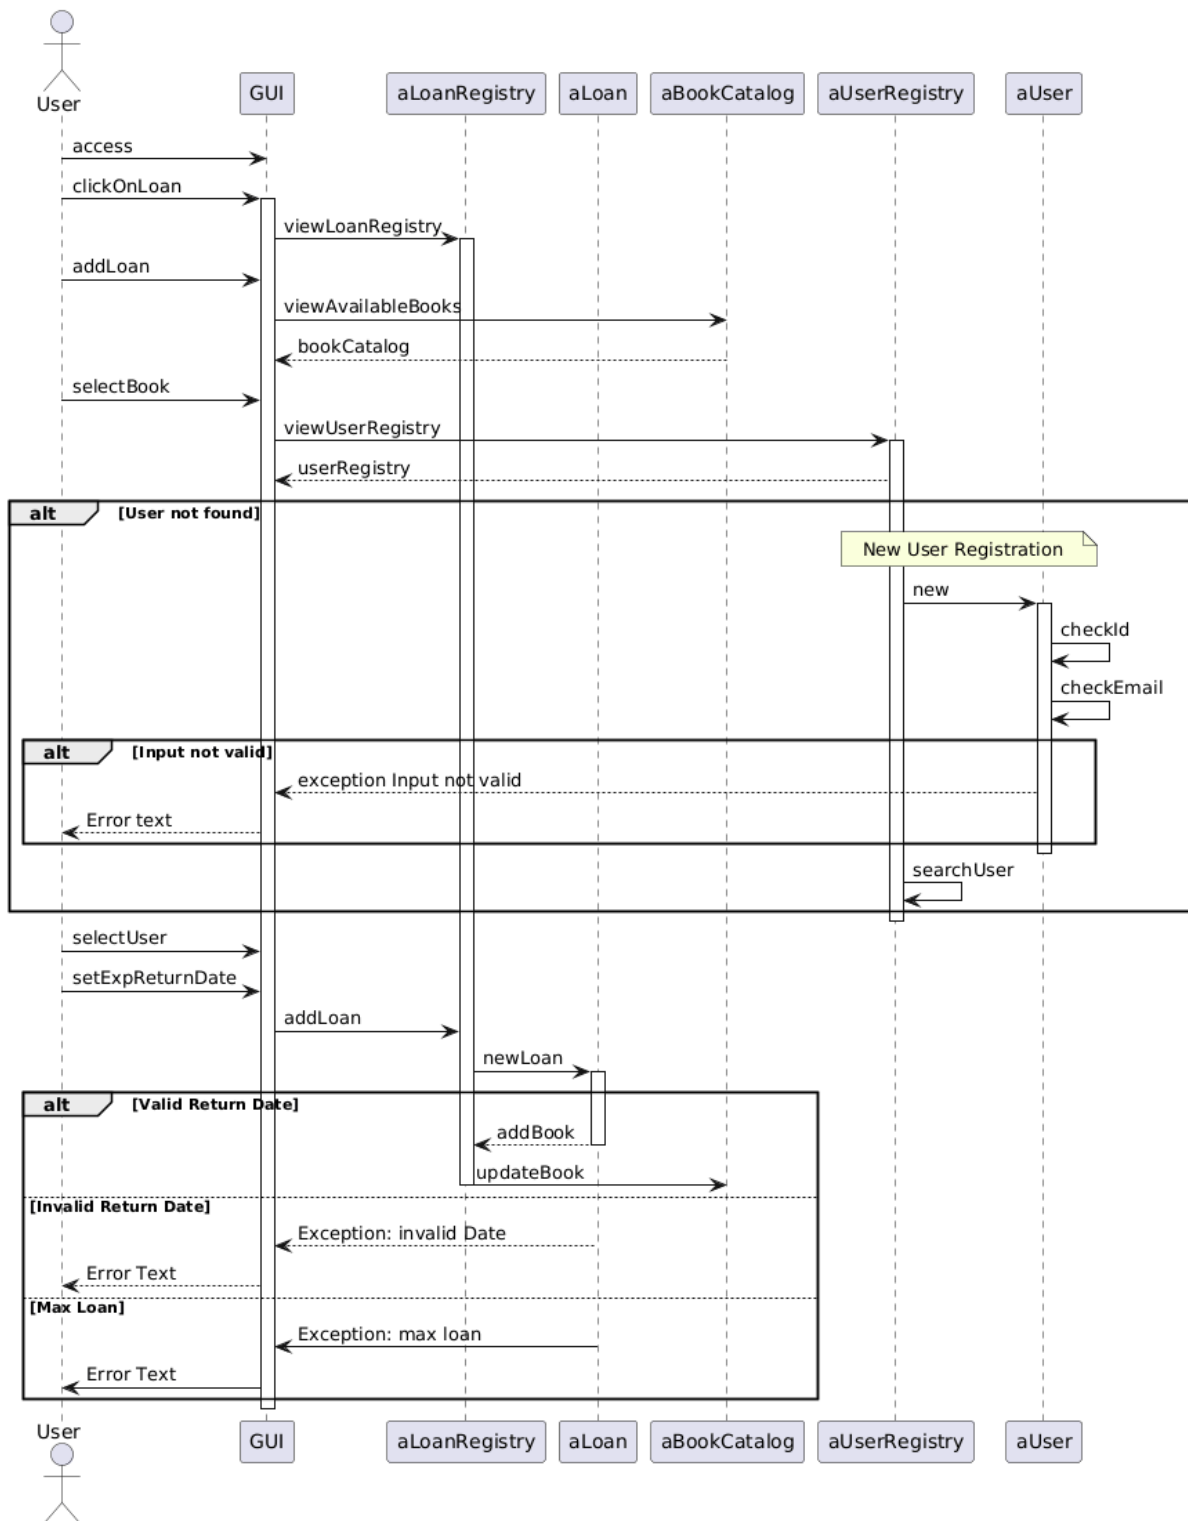 User
GUI
aLoanRegistry
aLoan
aBookCatalog
aUserRegistry
aUser
access
clickOnLoan
viewLoanRegistry
addLoan
viewAvailableBooks
bookCatalog
selectBook
viewUserRegistry
userRegistry
alt [User not found]
New User Registration
new
checkId
checkEmail
alt [Input not valid]
exception Input not valid
Error text
searchUser
selectUser
setExpReturnDate
addLoan
newLoan
alt [Valid Return Date]
addBook
updateBook
[Invalid Return Date]
Exception: invalid Date
Error Text
[Max Loan]
Exception: max loan
Error Text
User
GUI
aLoanRegistry
aLoan
aBookCatalog
aUserRegistry
aUser